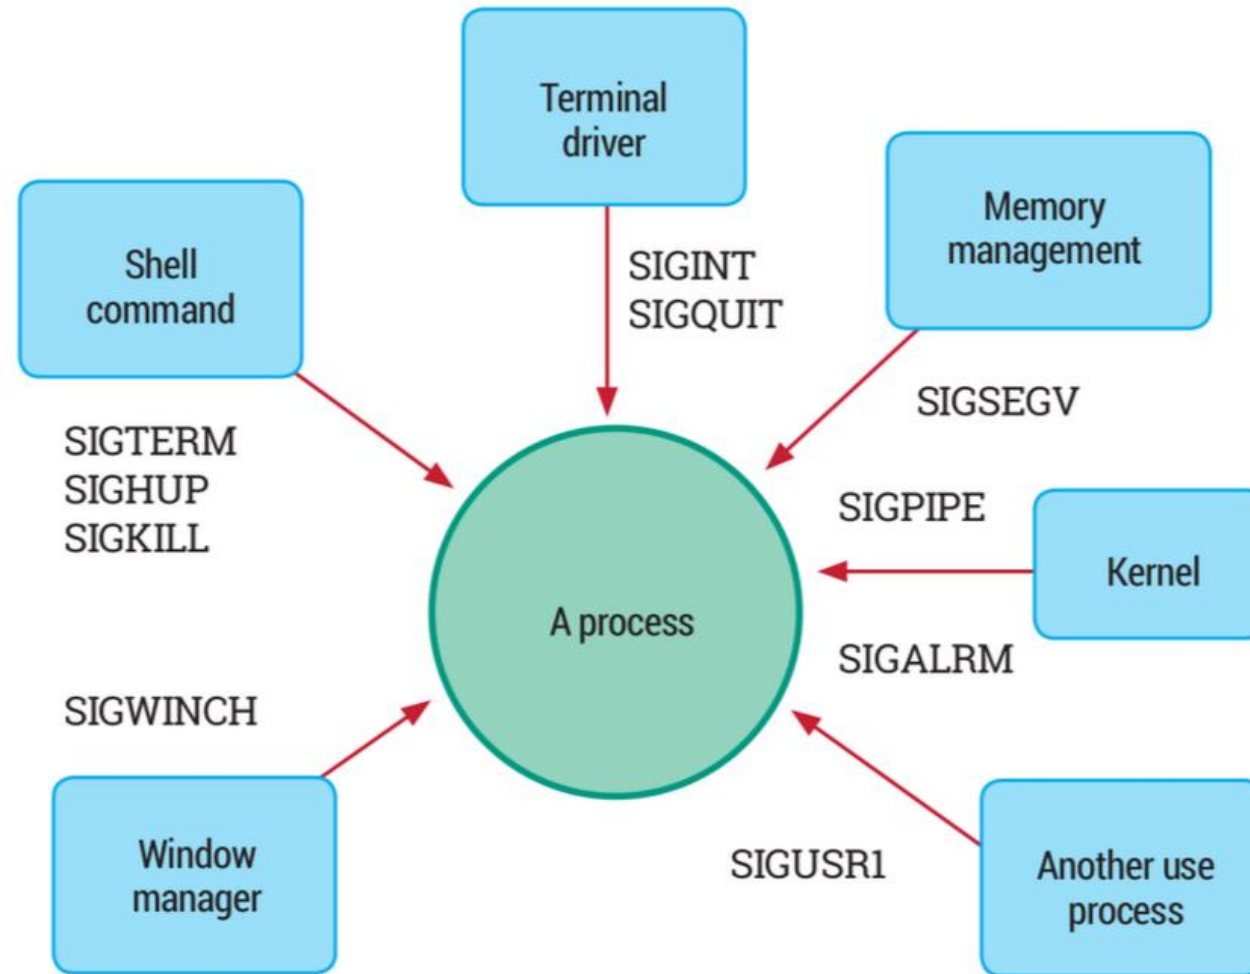 Terminal
driver
Memory
management
Shell
command
SIGINT
SIGQUIT
SIGSEGV
SIGTERM
SIGHUP
SIGKILL
SIGPIPE
Kernel
A process
SIGALRM
SIGWINCH
Window
manager
SIGUSR1
Another use
process